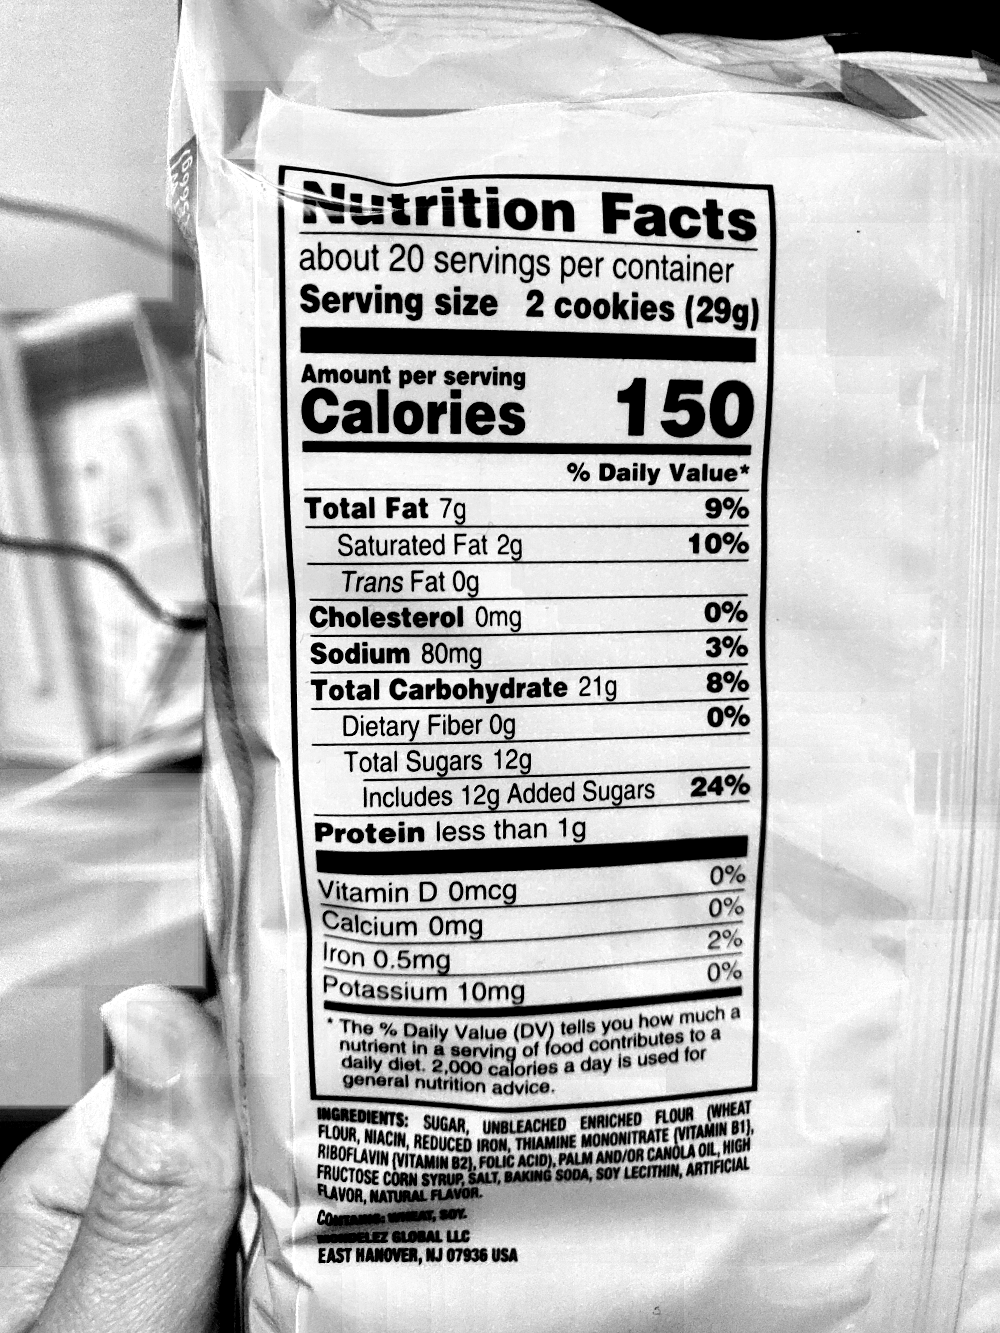 Nutrition Facts
about 20 servings per container
Serving size 2 cookies (29g)
Amount per serving
Calories 150
% Daily Value*
Total Fat 7g 9%
Saturated Fat 2g 10%
Trans Fat 0g
Cholesterol 0mg 0%
Sodium 80mg 3%
Total Carbohydrate 21g 8%
Dietary Fiber 0g 0%
Total Sugars 12g
Includes 12g Added Sugars 24%
Protein less than 1g
Vitamin D 0mcg 0%
Calcium 0mg 0%
Iron 0.5mg 2%
Potassium 10mg 0%
* The % Daily Value (DV) tells you how much a
nutrient in a serving of food contributes to a
daily diet. 2,000 calories a day is used for
general nutrition advice.
INGREDIENTS: SUGAR, UNBLEACHED ENRICHED FLOUR (WHEAT
FLOUR, NIACIN, REDUCED IRON, THIAMINE MONONITRATE {VITAMIN B1},
RIBOFLAVIN {VITAMIN B2}, FOLIC ACID), PALM AND/OR CANOLA OIL, HIGH
FRUCTOSE CORN SYRUP, SALT, BAKING SODA, SOY LECITHIN, ARTIFICIAL
FLAVOR, NATURAL FLAVOR.
CONTAINS: WHEAT, SOY.
MONDELEZ GLOBAL LLC
EAST HANOVER, NJ 07936 USA